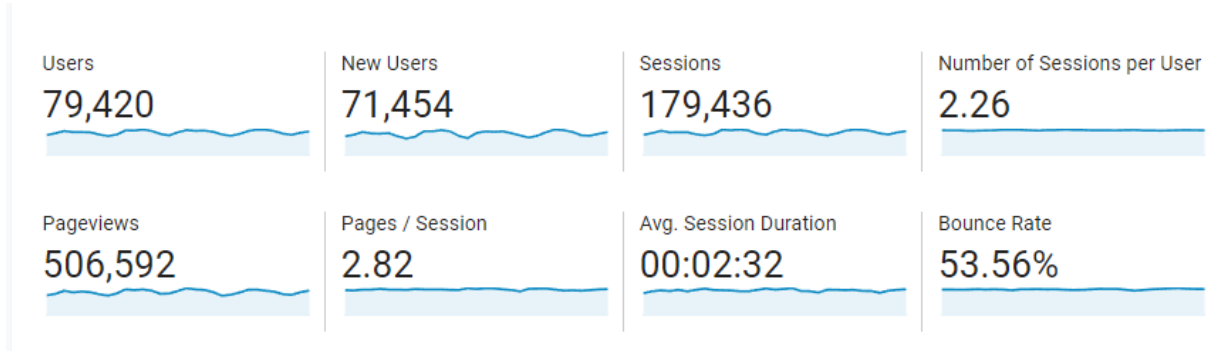 Users
79,420
New Users
71,454
Sessions
179,436
Number of Sessions per User
2.26
Pageviews
506,592
Pages / Session
2.82
Avg. Session Duration
00:02:32
Bounce Rate
53.56%